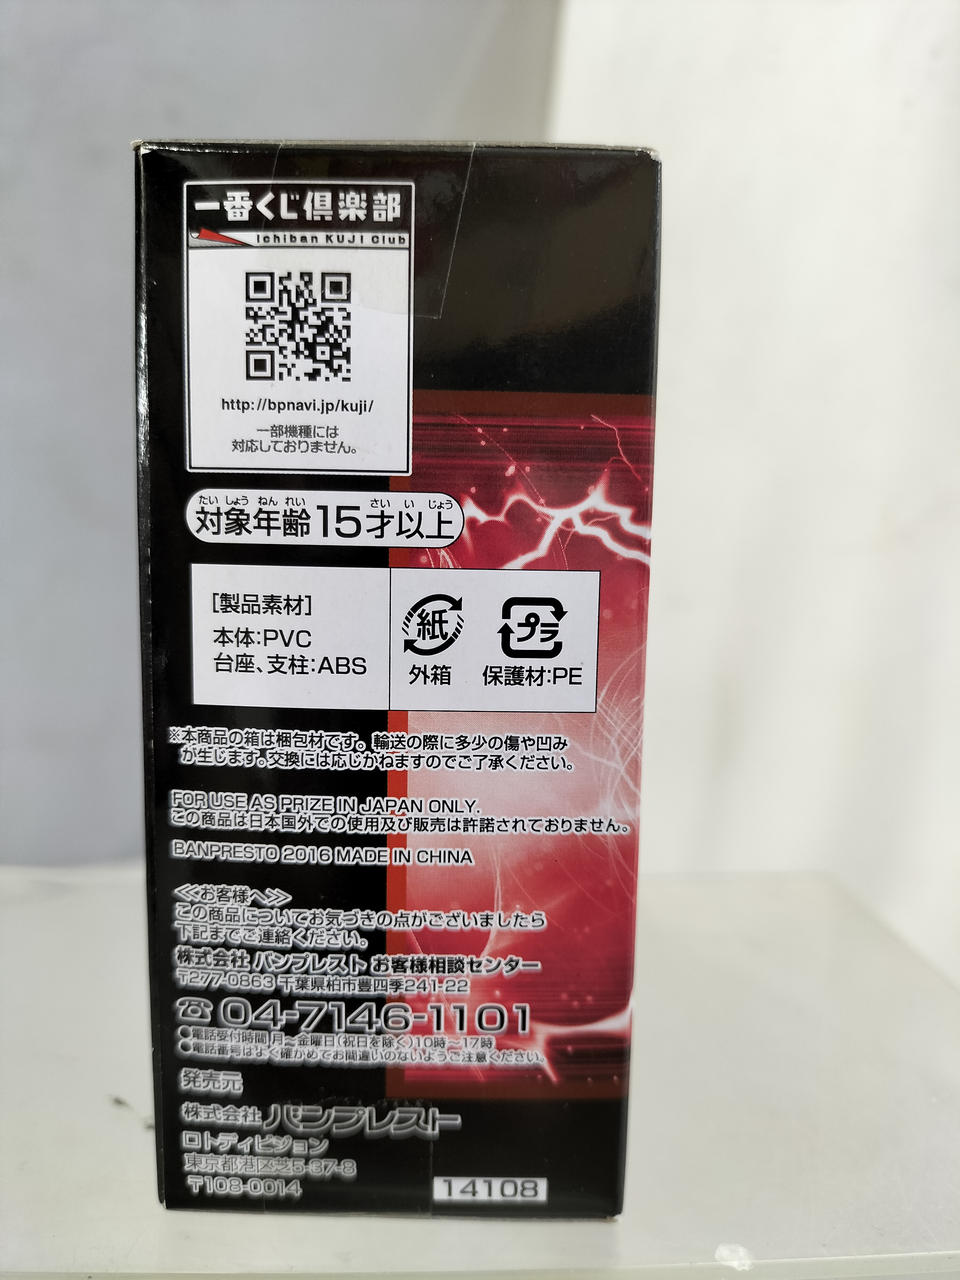 一番くじ倶楽部
Ichiban KUJI Club
http://bpnavi.jp/kuji/
一部機種には
対応しておりません。
たい しょう ねん れい さい い じょう
対象年齢15才以上
[製品素材]
本体:PVC
台座、支柱:ABS
紙
外箱
プラ
保護材:PE
※本商品の箱は梱包材です。輸送の際に多少の傷や凹み
が生じます。交換には応じかねますのでご了承ください。
FOR USE AS PRIZE IN JAPAN ONLY.
この商品は日本国外での使用及び販売は許諾されておりません。
BANPRESTO 2016 MADE IN CHINA
≪お客様へ≫
この商品についてお気づきの点がございましたら
下記までご連絡ください。
株式会社 バンプレスト お客様相談センター
〒277-0863 千葉県柏市豊四季241-22
☎04-7146-1101
●電話受付時間 月～金曜日(祝日を除く)10時～17時
●電話番号はよく確かめてお間違いのないようご注意ください。
発売元
株式会社バンプレスト
ロトディビジョン
東京都港区芝5-37-8
〒108-0014
14108